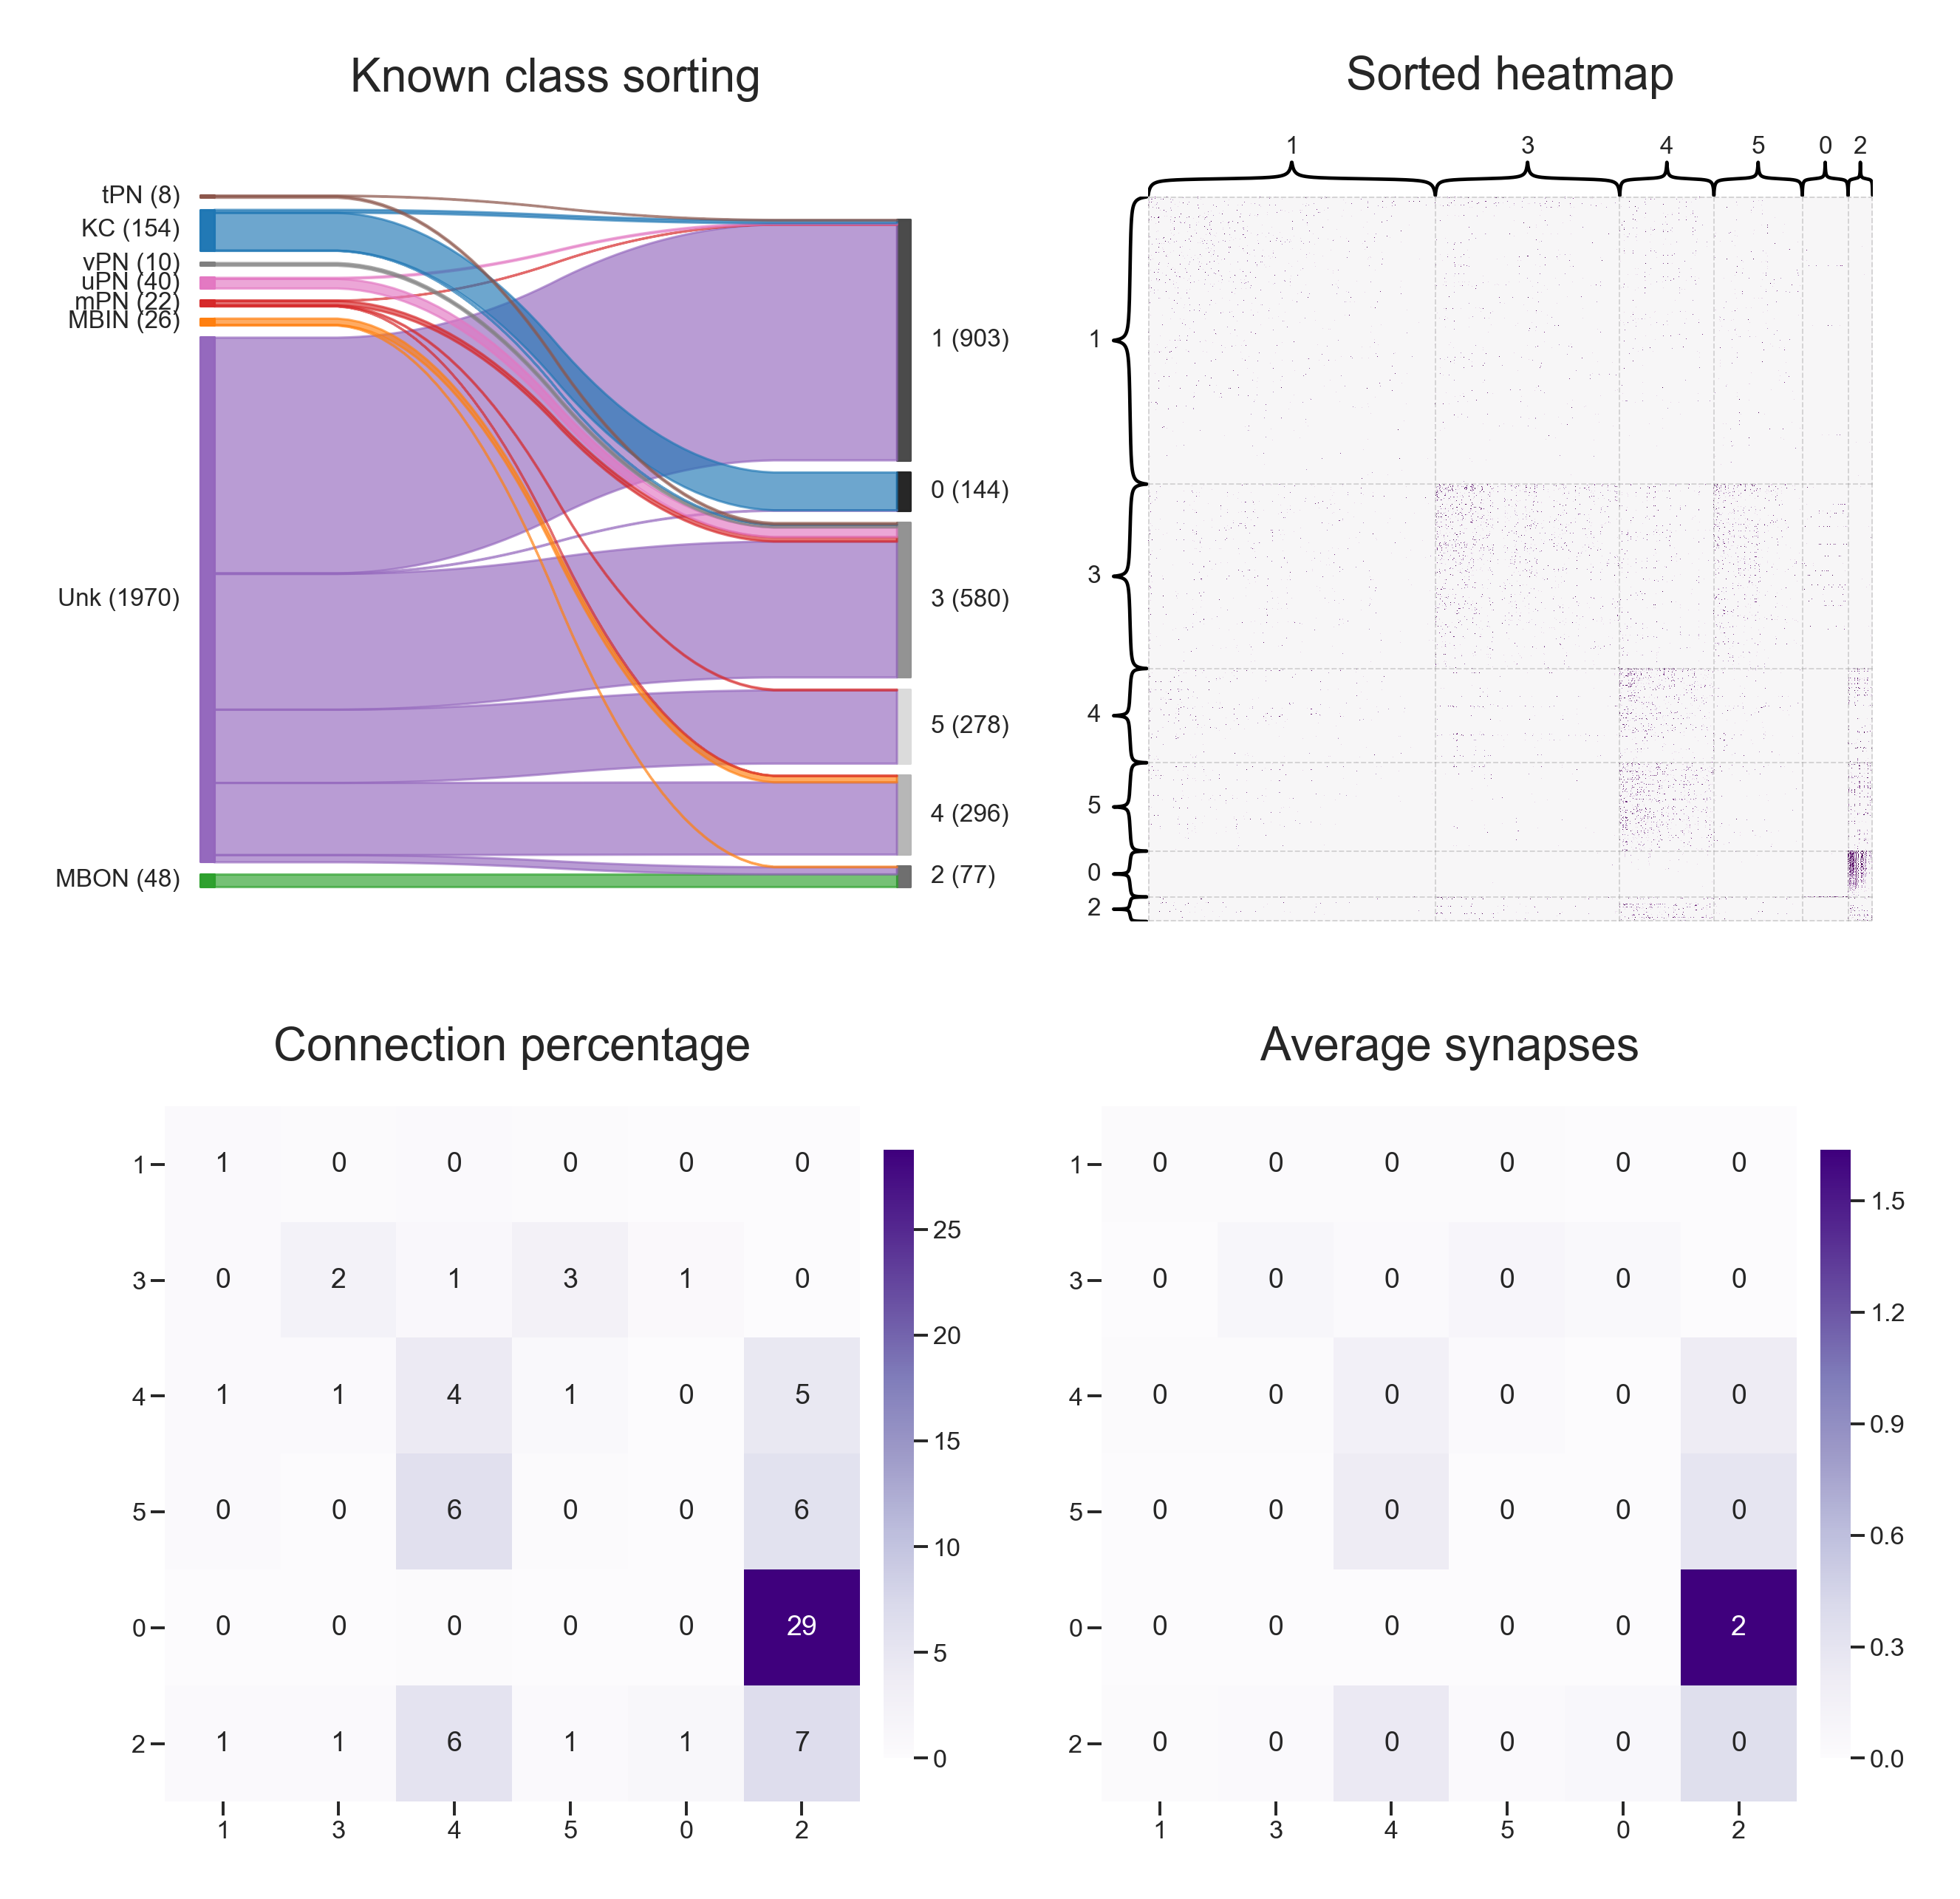 Known class sorting
tPN (8)
KC (154)
vPN (10)
uPN (40)
mPN (22)
MBIN (26)
Unk (1970)
MBON (48)
1 (903)
0 (144)
3 (580)
5 (278)
4 (296)
2 (77)
Sorted heatmap
1 3 4 5 0 2
1
3
4
5
0
2
Connection percentage
1 1 0 0 0 0 0
3 0 2 1 3 1 0
4 1 1 4 1 0 5
5 0 0 6 0 0 6
0 0 0 0 0 0 29
2 1 1 6 1 1 7
1 3 4 5 0 2
25
20
15
10
5
0
Average synapses
1 0 0 0 0 0 0
3 0 0 0 0 0 0
4 0 0 0 0 0 0
5 0 0 0 0 0 0
0 0 0 0 0 0 2
2 0 0 0 0 0 0
1 3 4 5 0 2
1.5
1.2
0.9
0.6
0.3
0.0